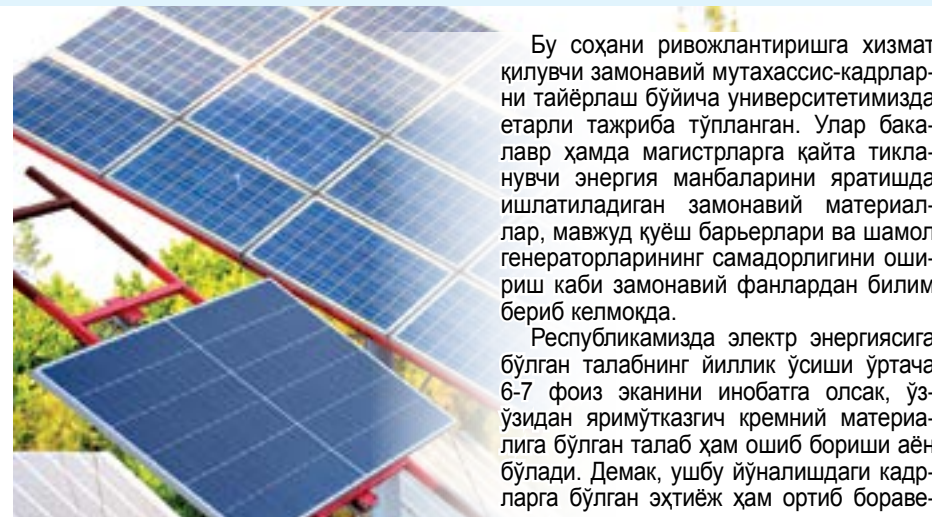 Бу соҳани ривожлантиришга хизмат
қилувчи замонавий мутахассис-кадрлар-
ни тайёрлаш бўйича университетимизда
етарли тажриба тўпланган. Улар бака-
лавр ҳамда магистрларга қайта тикла-
нувчи энергия манбаларини яратишда
ишлатиладиган замонавий материал-
лар, мавжуд қуёш барьерлари ва шамол
генераторларининг самадорлигини оши-
риш каби замонавий фанлардан билим
бериб келмоқда.
Республикамизда электр энергиясига
бўлган талабнинг йиллик ўсиши ўртача
6-7 фоиз эканини инобатга олсак, ўз-
ўзидан яримўтказгич кремний материа-
лига бўлган талаб ҳам ошиб бориши аён
бўлади. Демак, ушбу йўналишдаги кадр-
ларга бўлган эҳтиёж ҳам ортиб бораве-